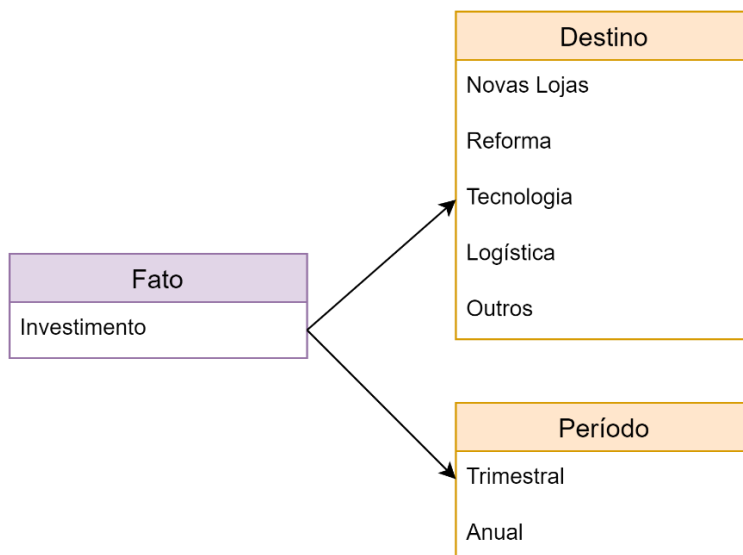 Fato
Investimento
Destino
Novas Lojas
Reforma
Tecnologia
Logística
Outros
Período
Trimestral
Anual